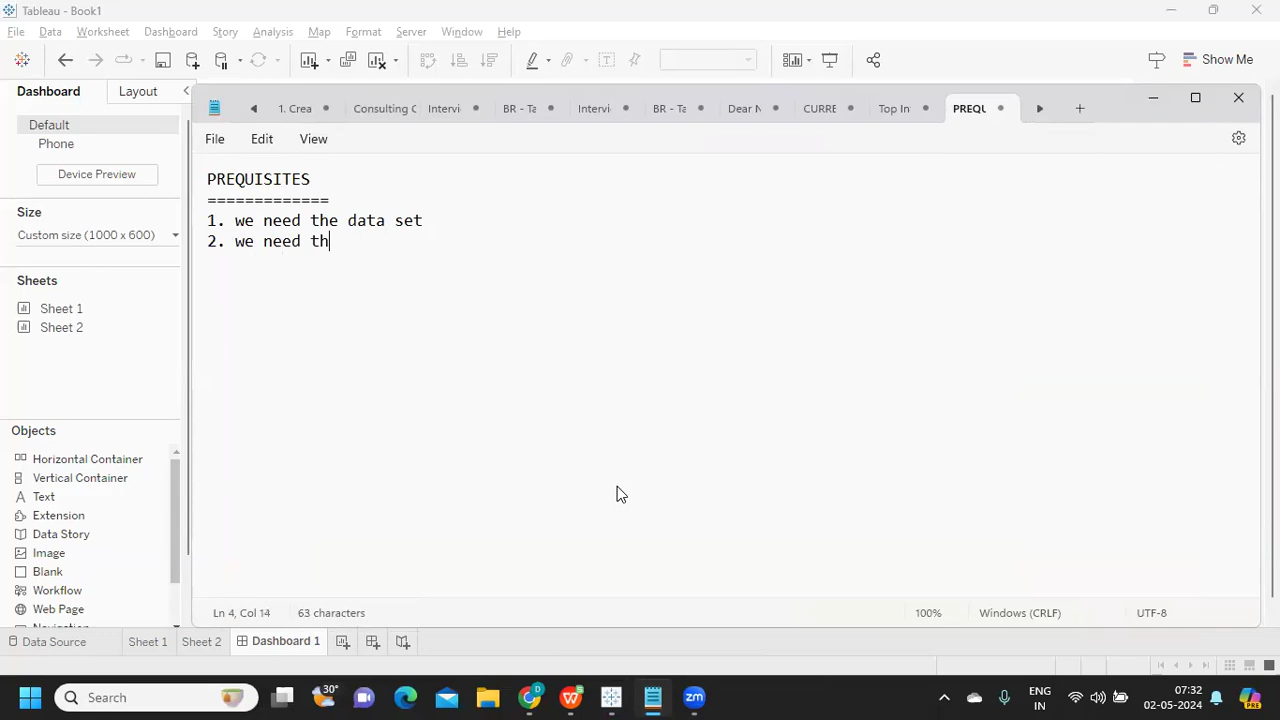 Tableau - Book1
File Data Worksheet Dashboard Story Analysis Map Format Server Window Help
Show Me
Dashboard Layout
1. Crea Consulting C Intervi BR - Ta Intervi BR - Ta Dear N CURRE Top In PREQU
Default
Phone
Device Preview
Size
Custom size (1000 x 600)
Sheets
Sheet 1
Sheet 2
File Edit View
PREQUISITES
=============
1. we need the data set
2. we need th
Objects
Horizontal Container
Vertical Container
Text
Extension
Data Story
Image
Blank
Workflow
Web Page
Ln 4, Col 14 63 characters 100% Windows (CRLF) UTF-8
Data Source Sheet 1 Sheet 2 Dashboard 1
Search
30°
ENG
IN
07:32
02-05-2024
PRE
zm